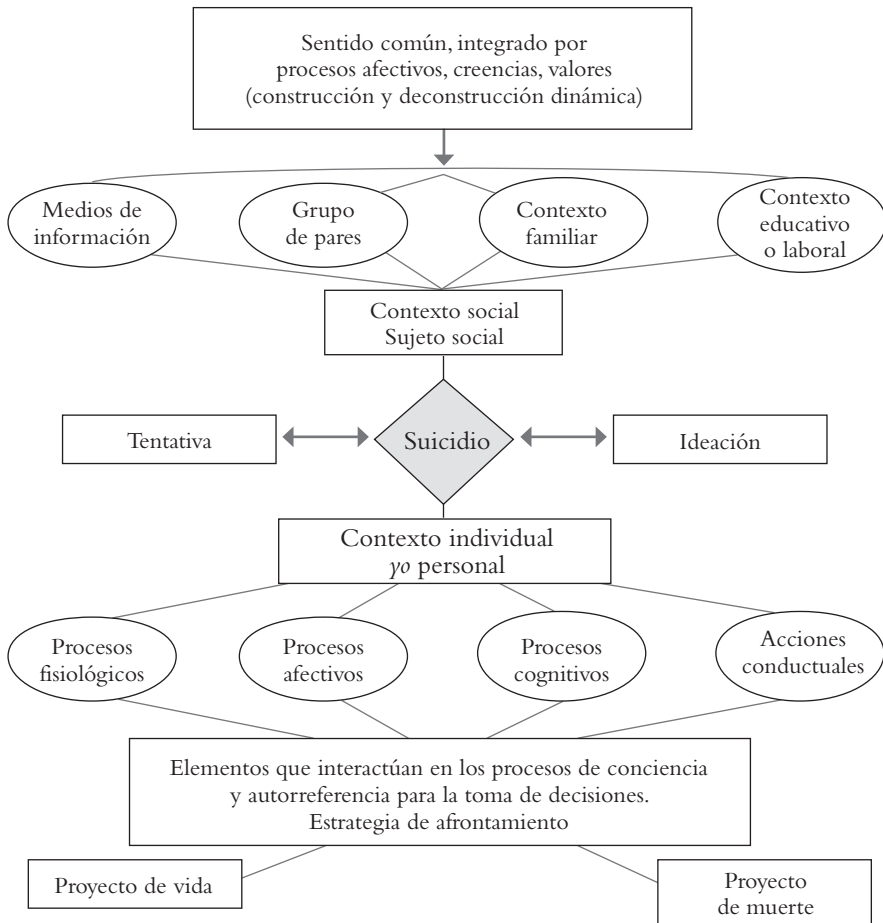 Sentido común, integrado por
procesos afectivos, creencias, valores
(construcción y deconstrucción dinámica)
Medios de
información
Grupo
de pares
Contexto
familiar
Contexto
educativo
o laboral
Contexto social
Sujeto social
Tentativa
Suicidio
Ideación
Contexto individual
yo personal
Procesos
fisiológicos
Procesos
afectivos
Procesos
cognitivos
Acciones
conductuales
Elementos que interactúan en los procesos de conciencia
y autorreferencia para la toma de decisiones.
Estrategia de afrontamiento
Proyecto de vida
Proyecto
de muerte